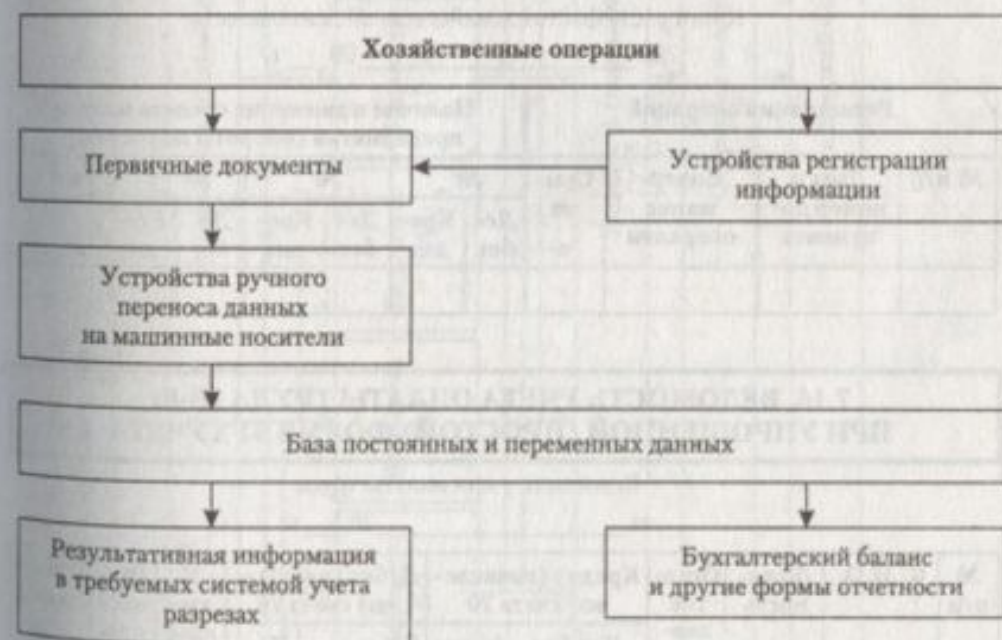 Хозяйственные операции
Первичные документы
Устройства регистрации
информации
Устройства ручного
переноса данных
на машинные носители
База постоянных и переменных данных
Результативная информация
в требуемых системой учета
разрезах
Бухгалтерский баланс
и другие формы отчетности